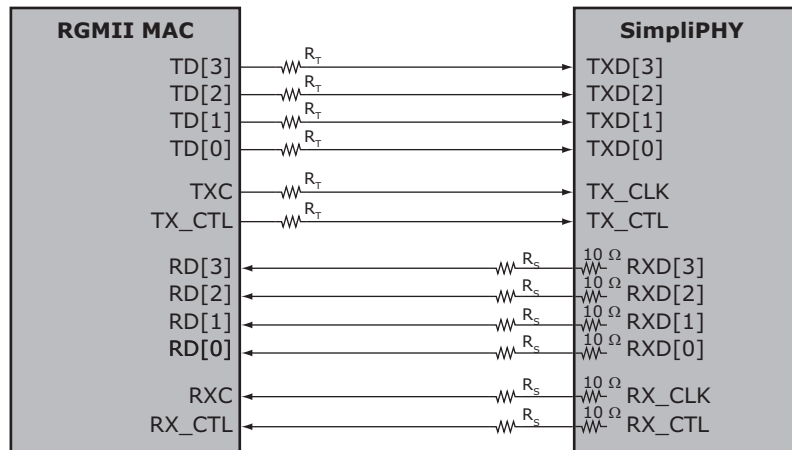 RGMII MAC SimpliPHY
TD[3] R_T TXD[3]
TD[2] R_T TXD[2]
TD[1] R_T TXD[1]
TD[0] R_T TXD[0]
TXC R_T TX_CLK
TX_CTL R_T TX_CTL
RD[3] R_S 10 Ω RXD[3]
RD[2] R_S 10 Ω RXD[2]
RD[1] R_S 10 Ω RXD[1]
RD[0] R_S 10 Ω RXD[0]
RXC R_S 10 Ω RX_CLK
RX_CTL R_S 10 Ω RX_CTL